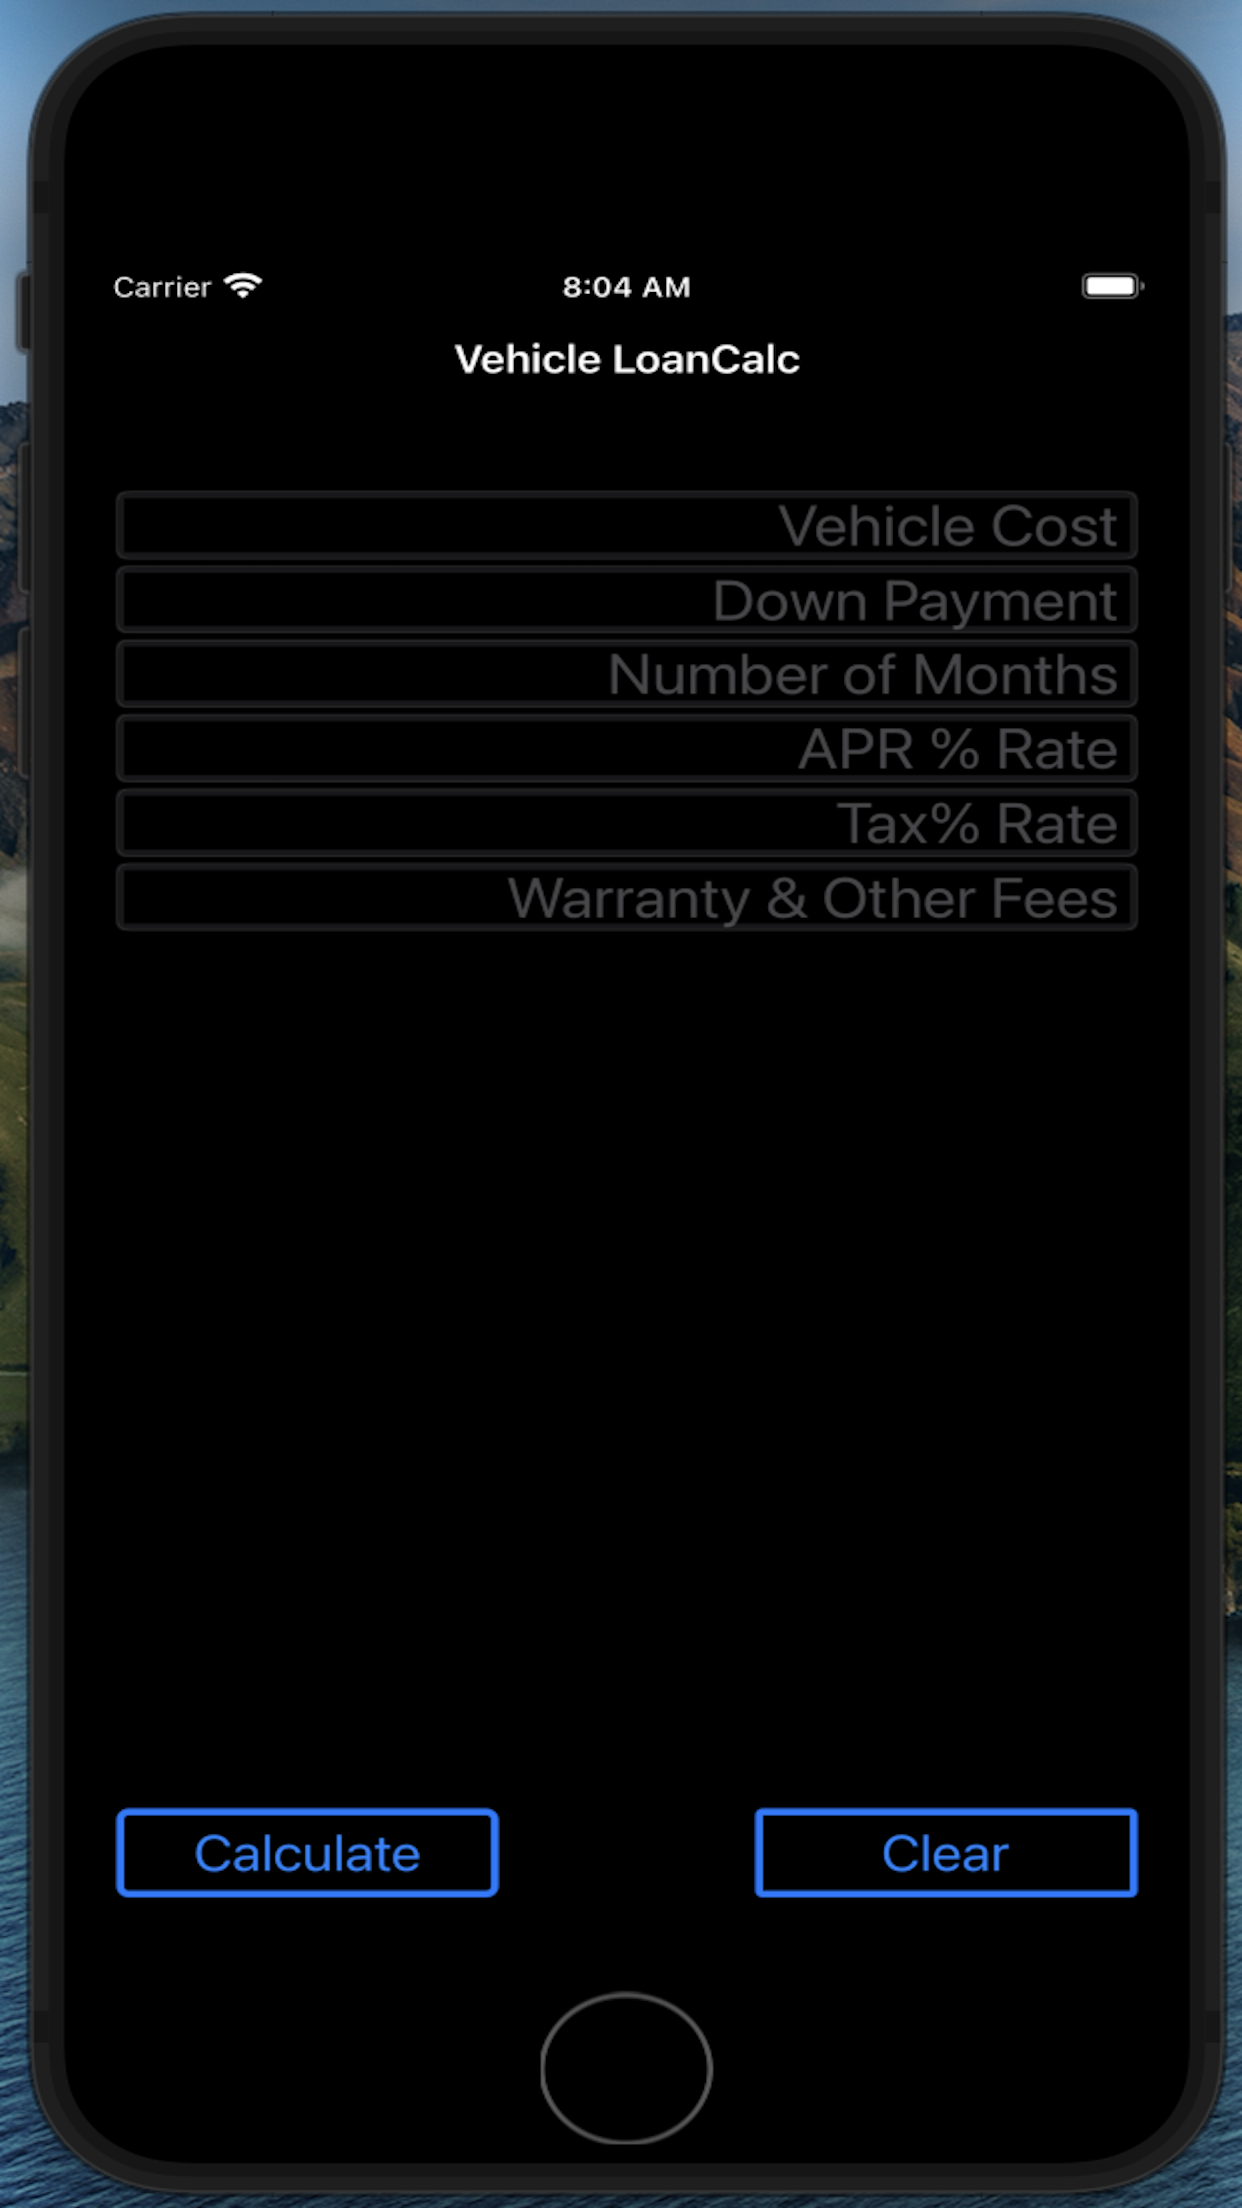 Carrier 8:04 AM
Vehicle LoanCalc
Vehicle Cost
Down Payment
Number of Months
APR % Rate
Tax% Rate
Warranty & Other Fees
Calculate Clear